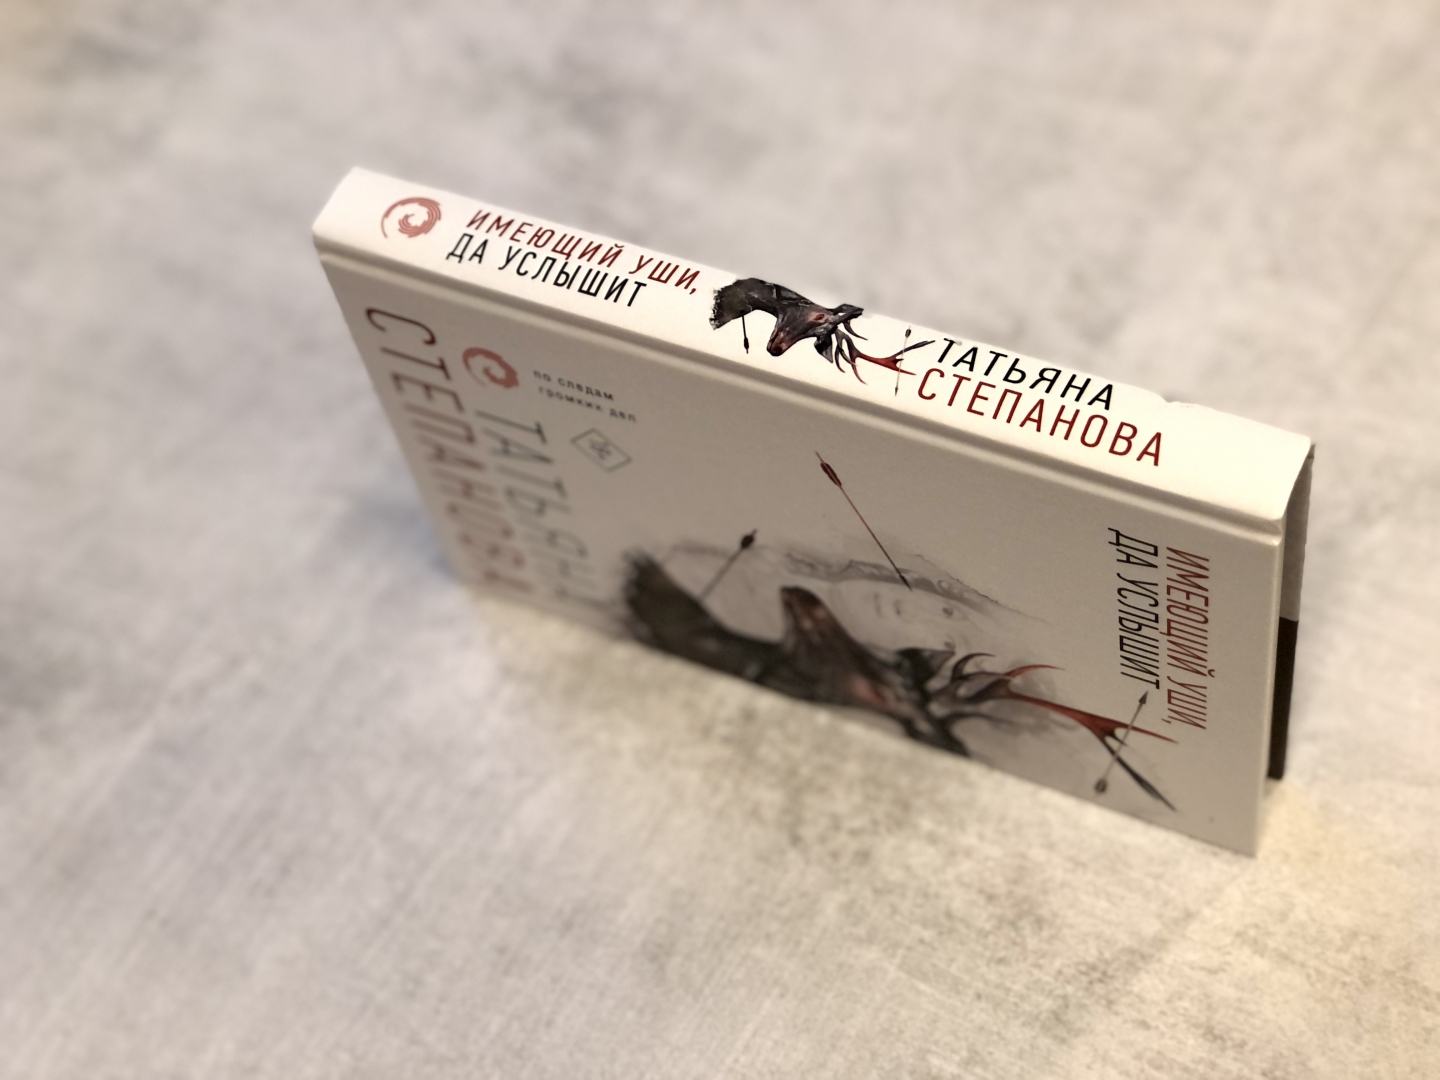 ИМЕЮЩИЙ УШИ,
ДА УСЛЫШИТ
ТАТЬЯНА
СТЕПАНОВА
по следам
громких дел
ТАТЬЯНА
СТЕПАНОВА
ИМЕЮЩИЙ УШИ,
ДА УСЛЫШИТ